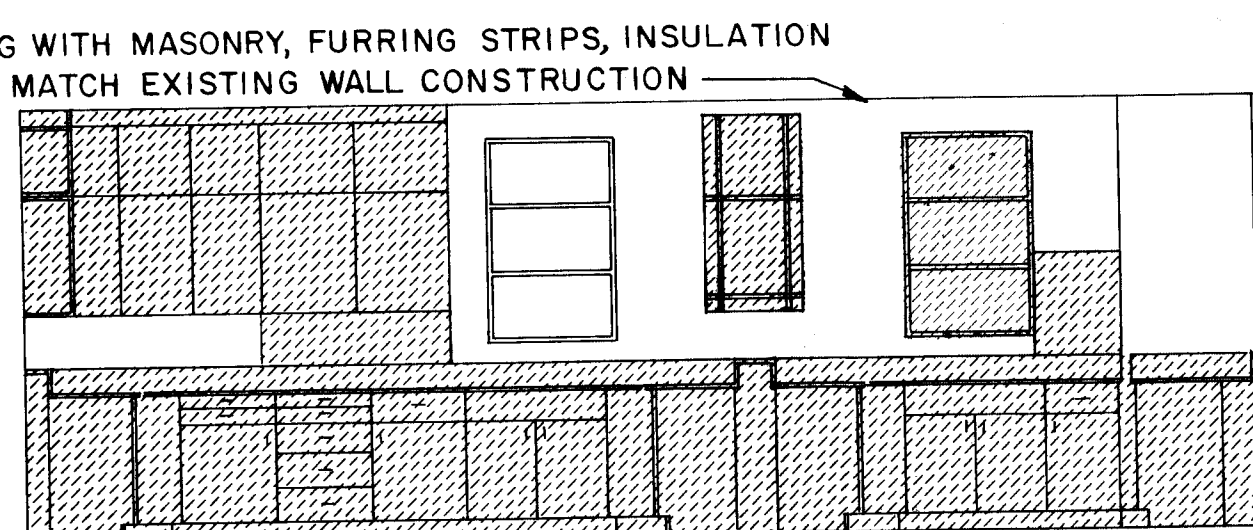 G WITH MASONRY, FURRING STRIPS, INSULATION
MATCH EXISTING WALL CONSTRUCTION